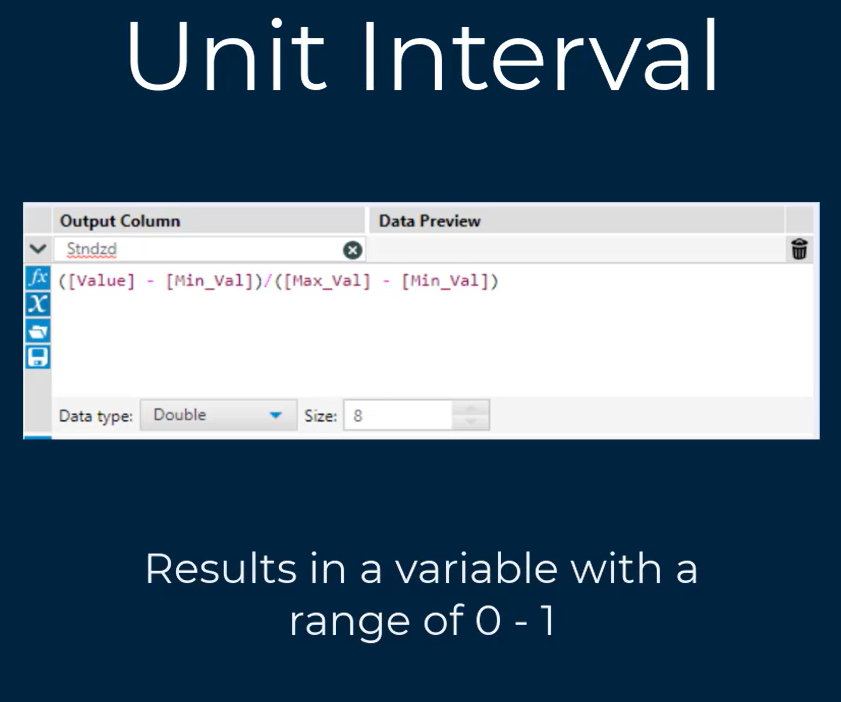 Unit Interval
Output Column Data Preview
Stndzd
fx ([Value] - [Min_Val])/([Max_Val] - [Min_Val])
X
Data type: Double Size: 8
Results in a variable with a
range of 0 - 1